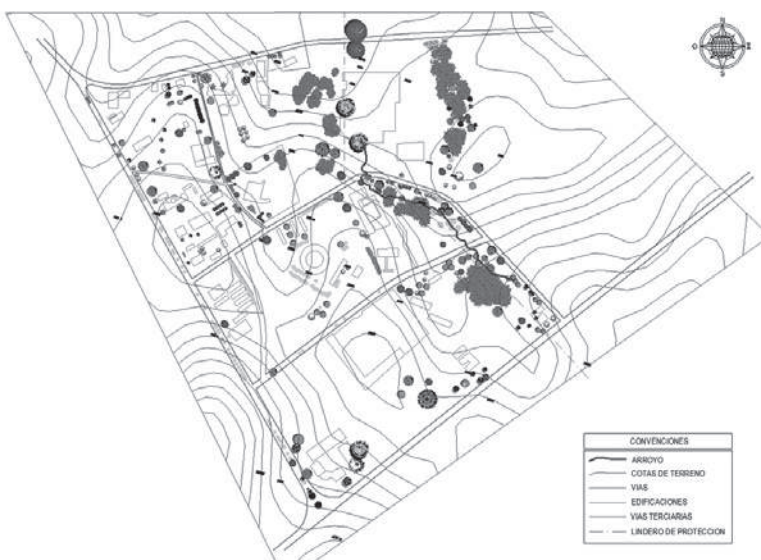 N
O
E
S
CONVENCIONES
ARROYO
COTAS DE TERRENO
VIAS
EDIFICACIONES
VIAS TERCIARIAS
LINDERO DE PROTECCION